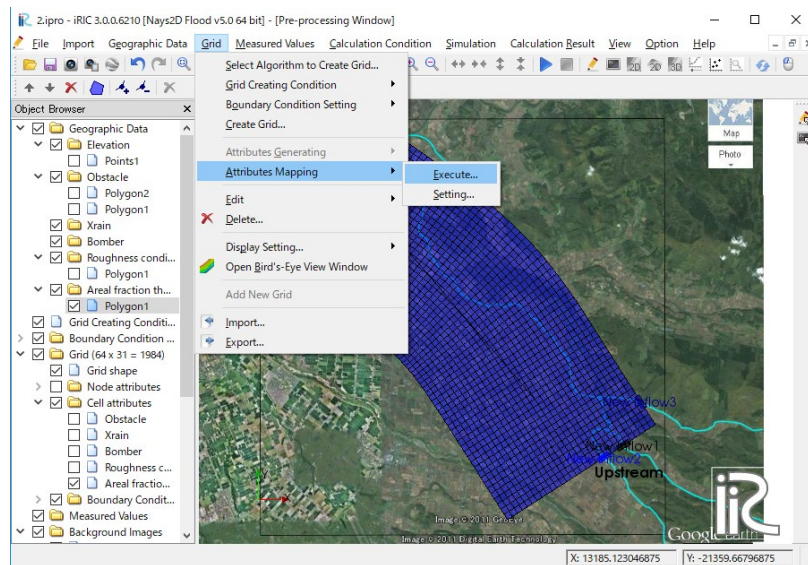 2.ipro - iRIC 3.0.0.6210 [Nays2D Flood v5.0 64 bit] - [Pre-processing Window]
File Import Geographic Data Grid Measured Values Calculation Condition Simulation Calculation Result View Option Help
Object Browser
Geographic Data
Elevation
Points1
Obstacle
Polygon2
Polygon1
Xrain
Bomber
Roughness condi...
Polygon1
Areal fraction th...
Polygon1
Grid Creating Conditi...
Boundary Condition ...
Grid (64 x 31 = 1984)
Grid shape
Node attributes
Cell attributes
Obstacle
Xrain
Bomber
Roughness c...
Areal fractio...
Boundary Condit...
Measured Values
Background Images
Select Algorithm to Create Grid...
Grid Creating Condition
Boundary Condition Setting
Create Grid...
Attributes Generating
Attributes Mapping
Edit
Delete...
Display Setting...
Open Bird's-Eye View Window
Add New Grid
Import...
Export...
Execute...
Setting...
Map
Photo
New Inflow3
New Inflow1
New Inflow2
Upstream
Y
Image © 2011 GeoEye
Image © 2011 Digital Earth Technology
Google earth
iRIC
X: 13185.123046875
Y: -21359.66796875